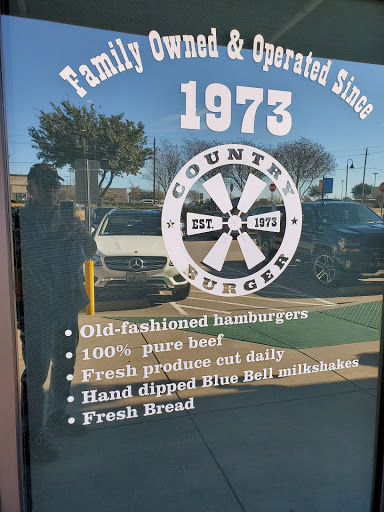 Family Owned & Operated Since
1973
COUNTRY
EST. 1973
BURGER
• Old-fashioned hamburgers
• 100% pure beef
• Fresh produce cut daily
• Hand dipped Blue Bell milkshakes
• Fresh Bread